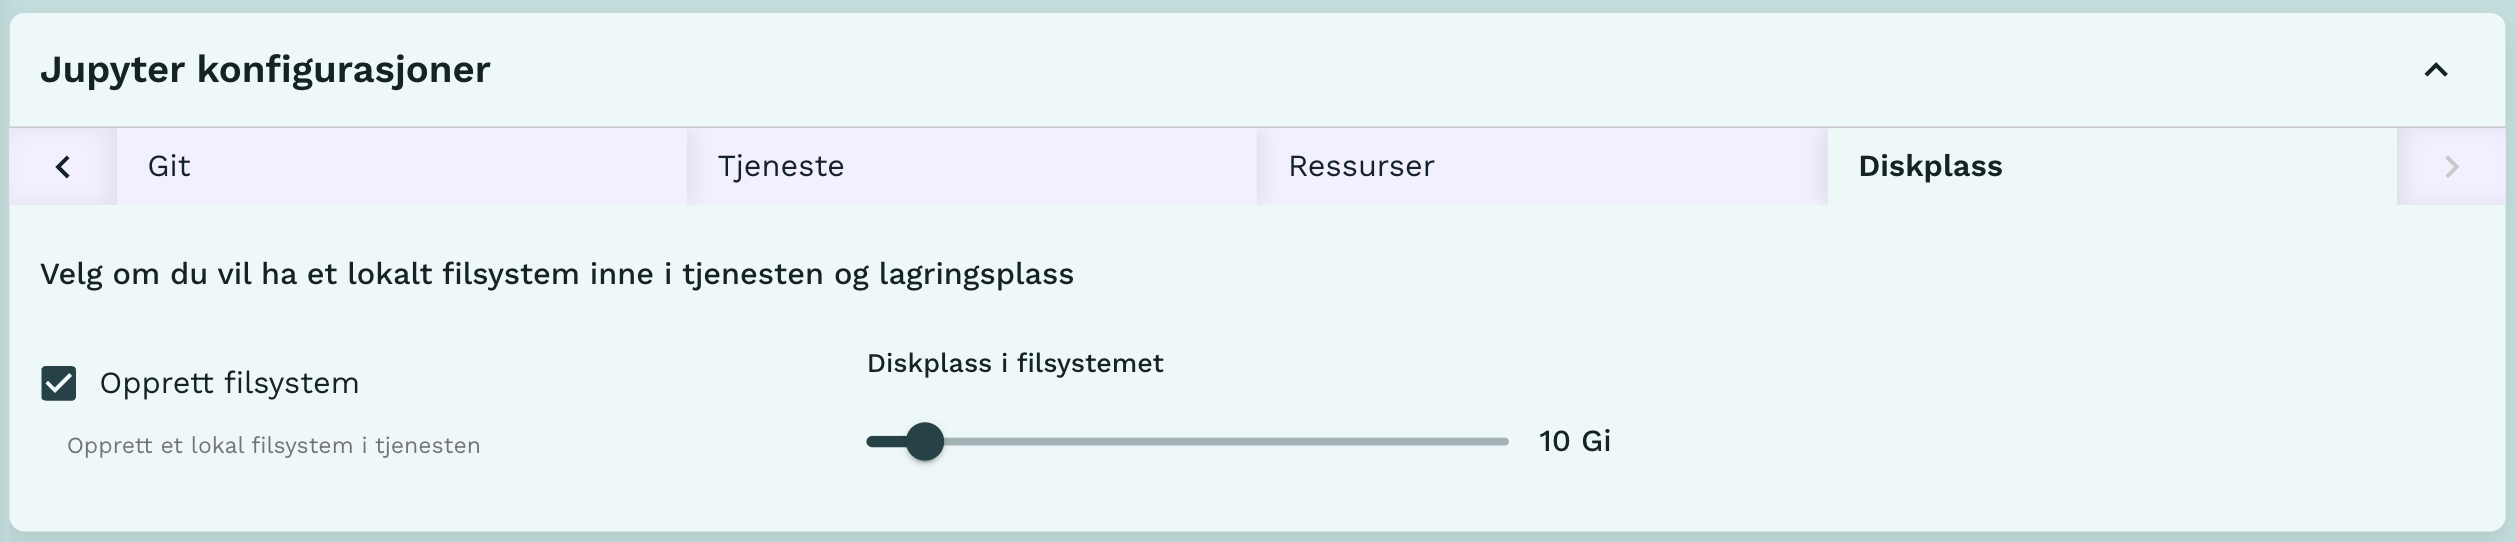 Jupyter konfigurasjoner
Git
Tjeneste
Ressurser
Diskplass
Velg om du vil ha et lokalt filsystem inne i tjenesten og lagringsplass
Diskplass i filsystemet
Opprett filsystem
10 Gi
Opprett et lokal filsystem i tjenesten